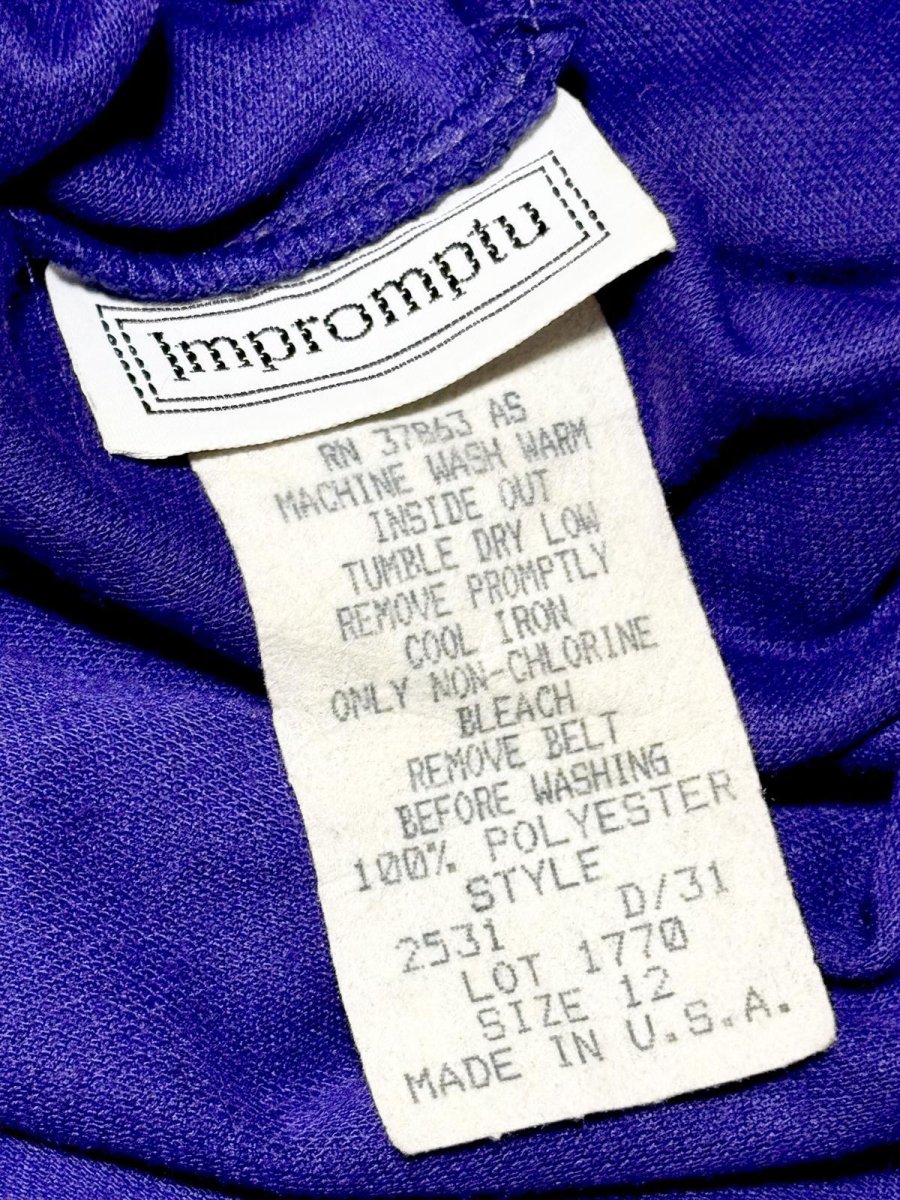 Impromptu
RN 37863 AS
MACHINE WASH WARM
INSIDE OUT
TUMBLE DRY LOW
REMOVE PROMPTLY
COOL IRON
ONLY NON-CHLORINE
BLEACH
REMOVE BELT
BEFORE WASHING
100% POLYESTER
STYLE
2531 D/31
LOT 1770
SIZE 12
MADE IN U.S.A.